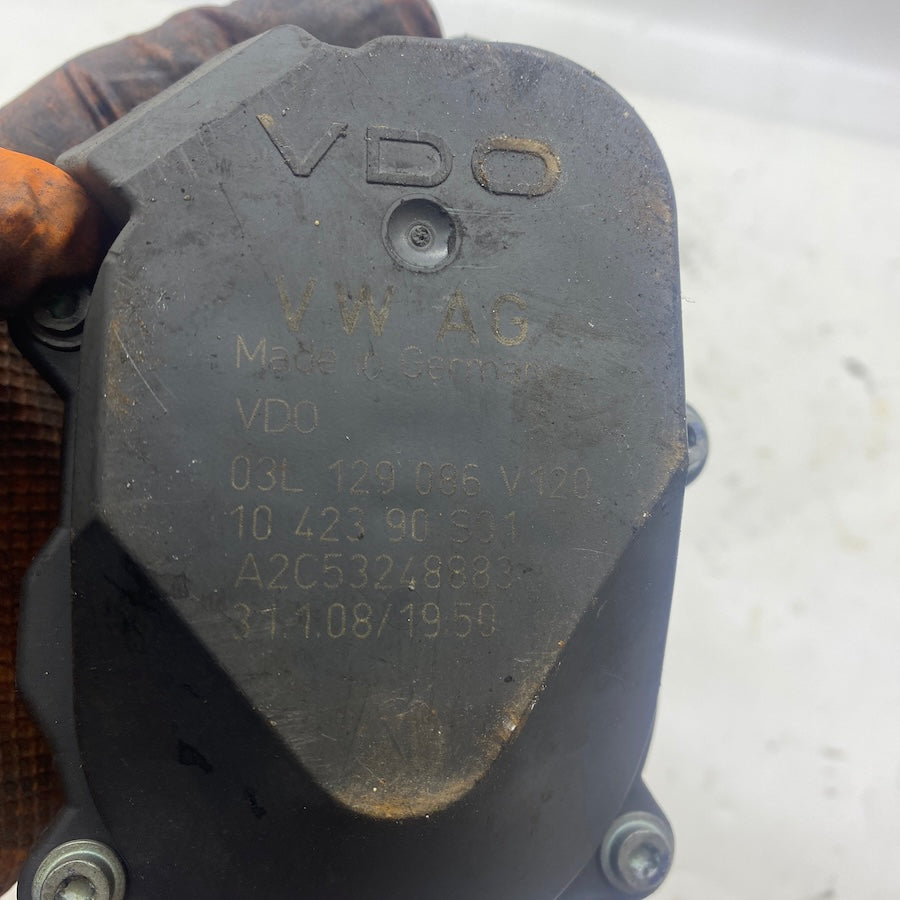 VDO
VW AG
Made in Germany
VDO
03L 129 086 V120
10 423 90 S01
A2C53248883
31.1.08/19:50